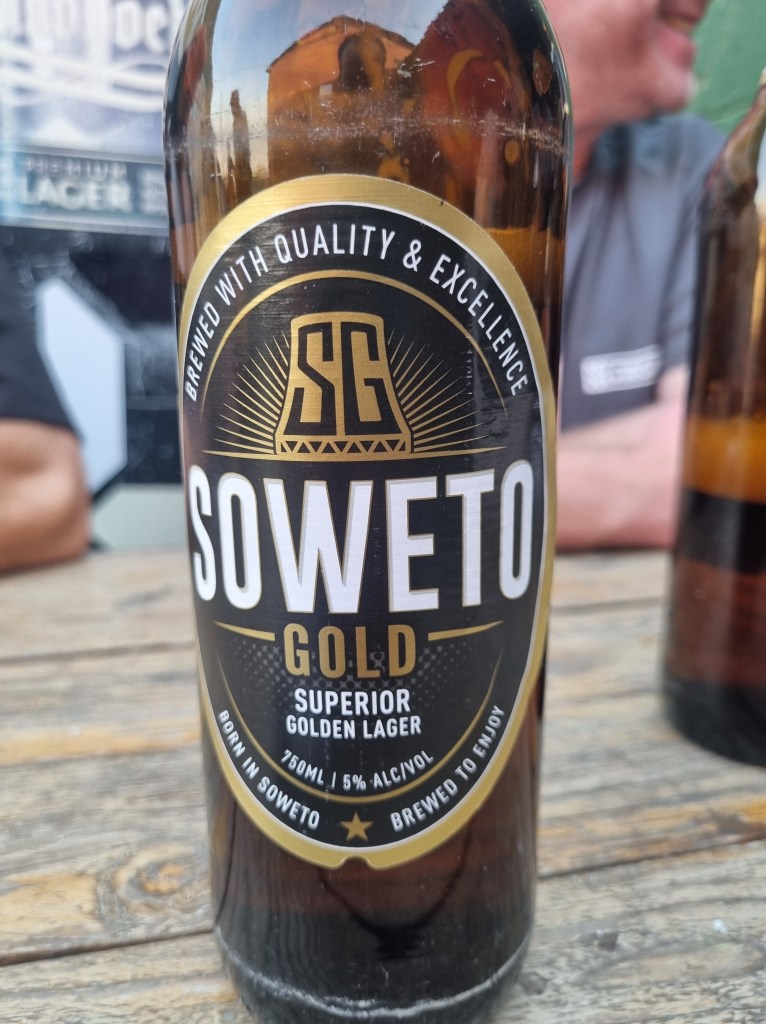 PREMIUM
LAGER
BREWED WITH QUALITY & EXCELLENCE
SG
SOWETO
GOLD
SUPERIOR
GOLDEN LAGER
750ML | 5% ALC/VOL
BORN IN SOWETO
BREWED TO ENJOY